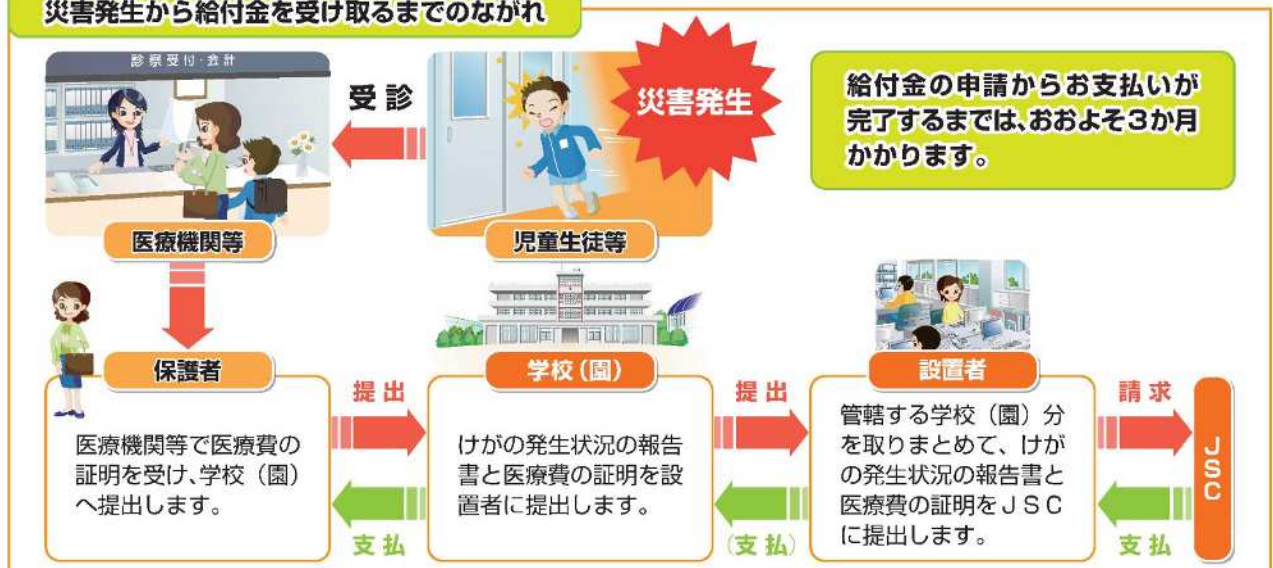 災害発生から給付金を受け取るまでのながれ
診察受付・会計
受診
災害発生
給付金の申請からお支払いが
完了するまでは、おおよそ3か月
かかります。
医療機関等
児童生徒等
保護者
医療機関等で医療費の
証明を受け、学校（園）
へ提出します。
提出
支払
学校（園）
けがの発生状況の報告
書と医療費の証明を設
置者に提出します。
提出
（支払）
設置者
管轄する学校（園）分
を取りまとめて、けが
の発生状況の報告書と
医療費の証明をＪＳＣ
に提出します。
請求
支払
ＪＳＣ